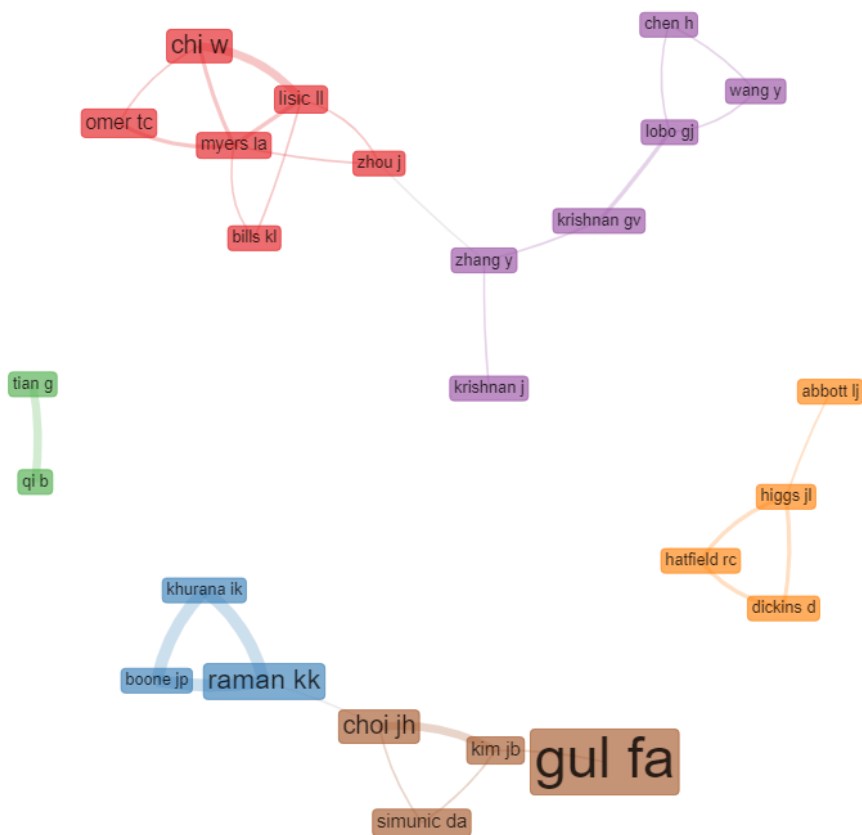 chen h
chi w
wang y
lisic ll
omer tc
lobo gj
myers la
zhou j
krishnan gv
bills kl
zhang y
tian g
krishnan j
abbott lj
qi b
higgs jl
hatfield rc
khurana ik
dickins d
boone jp
raman kk
choi jh
kim jb
gul fa
simunic da